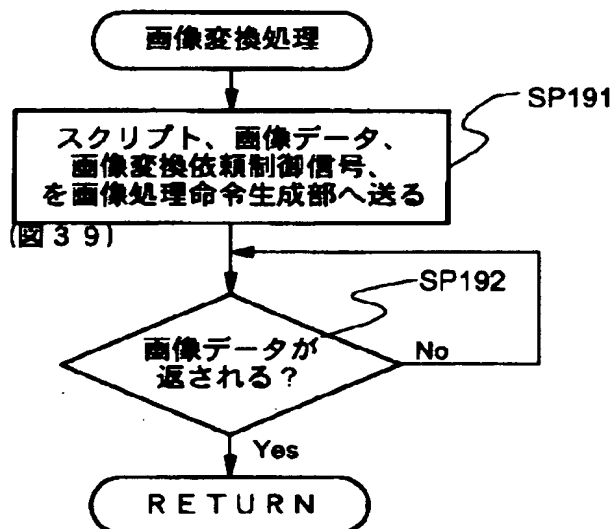 画像変換処理
SP191
スクリプト、画像データ、
画像変換依頼制御信号、
を画像処理命令生成部へ送る
(図39)
SP192
画像データが
返される?
No
Yes
RETURN